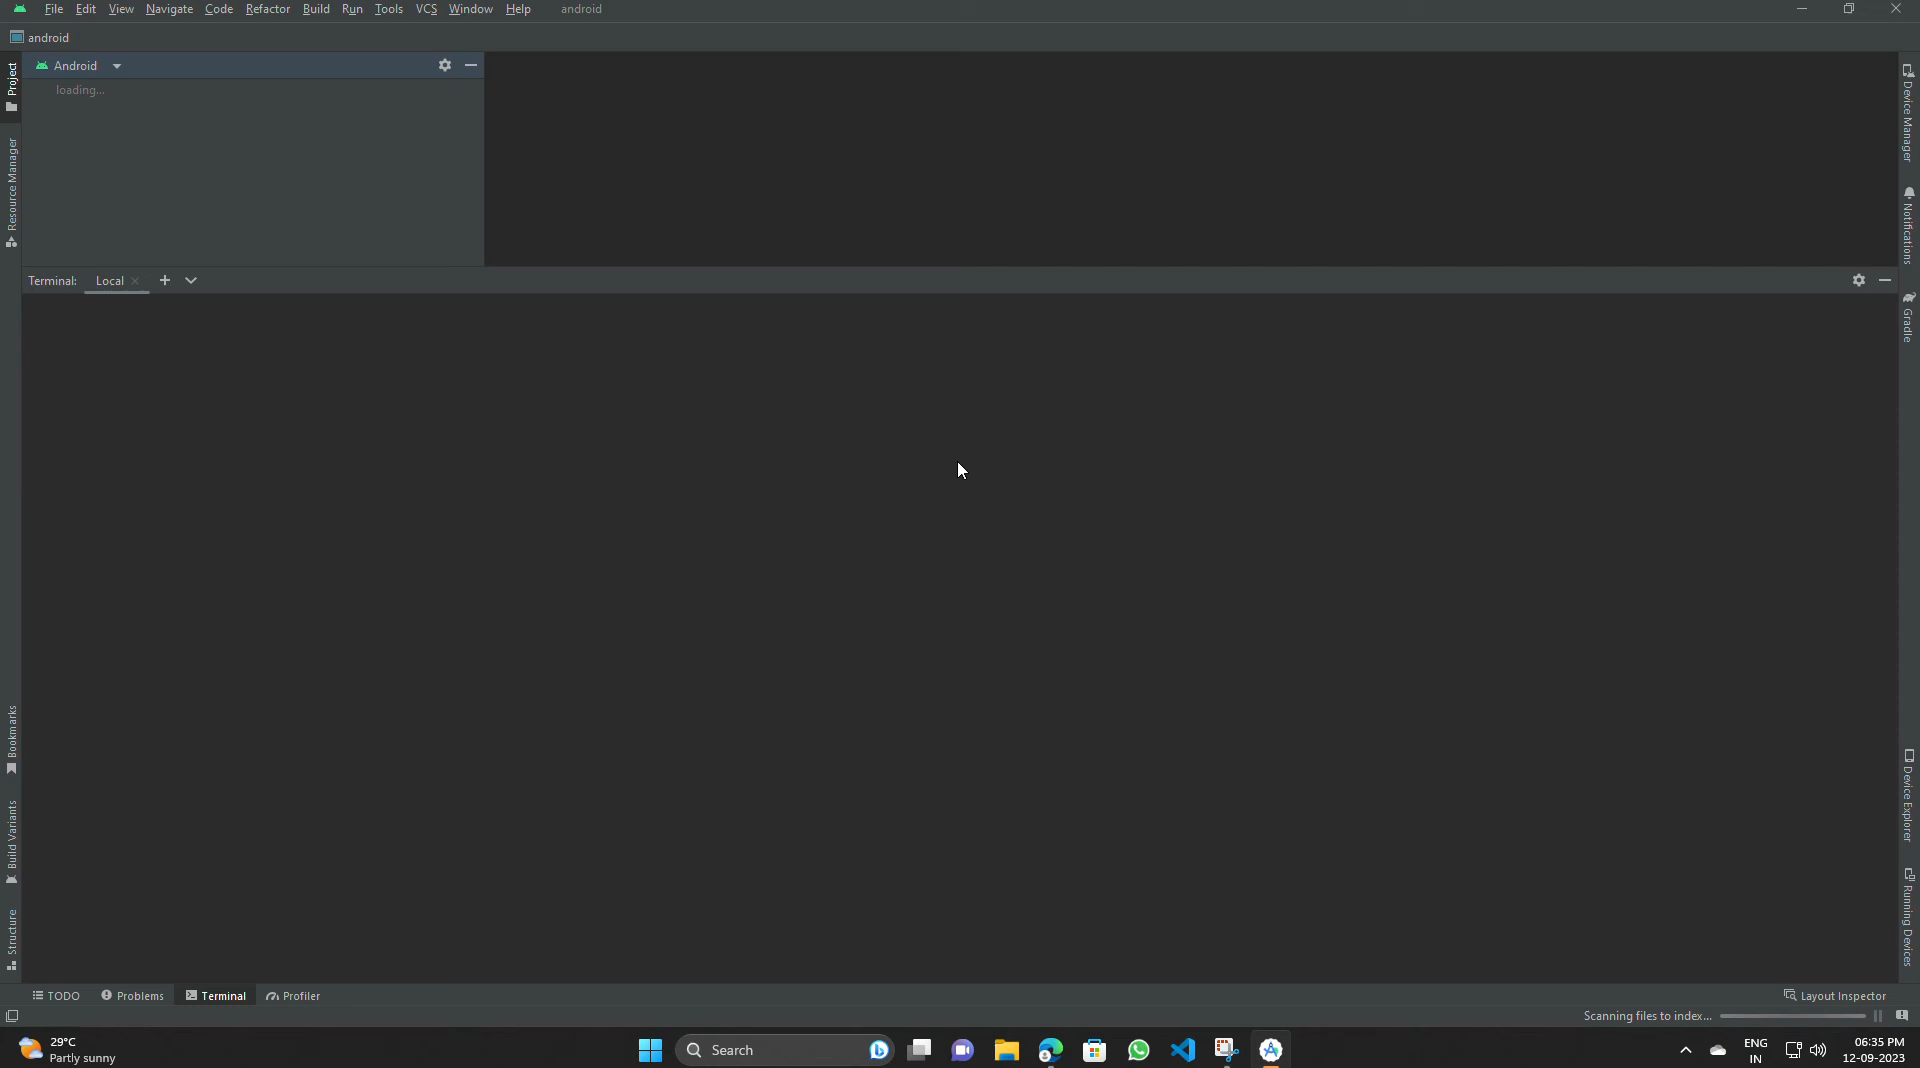 File Edit View Navigate Code Refactor Build Run Tools VCS Window Help android
android
Project
Android
loading...
Resource Manager
Device Manager
Notifications
Gradle
Terminal: Local
Bookmarks
Build Variants
Structure
Device Explorer
Running Devices
TODO Problems Terminal Profiler Layout Inspector
Scanning files to index...
29°C
Partly sunny
Search
ENG
IN
06:35 PM
12-09-2023